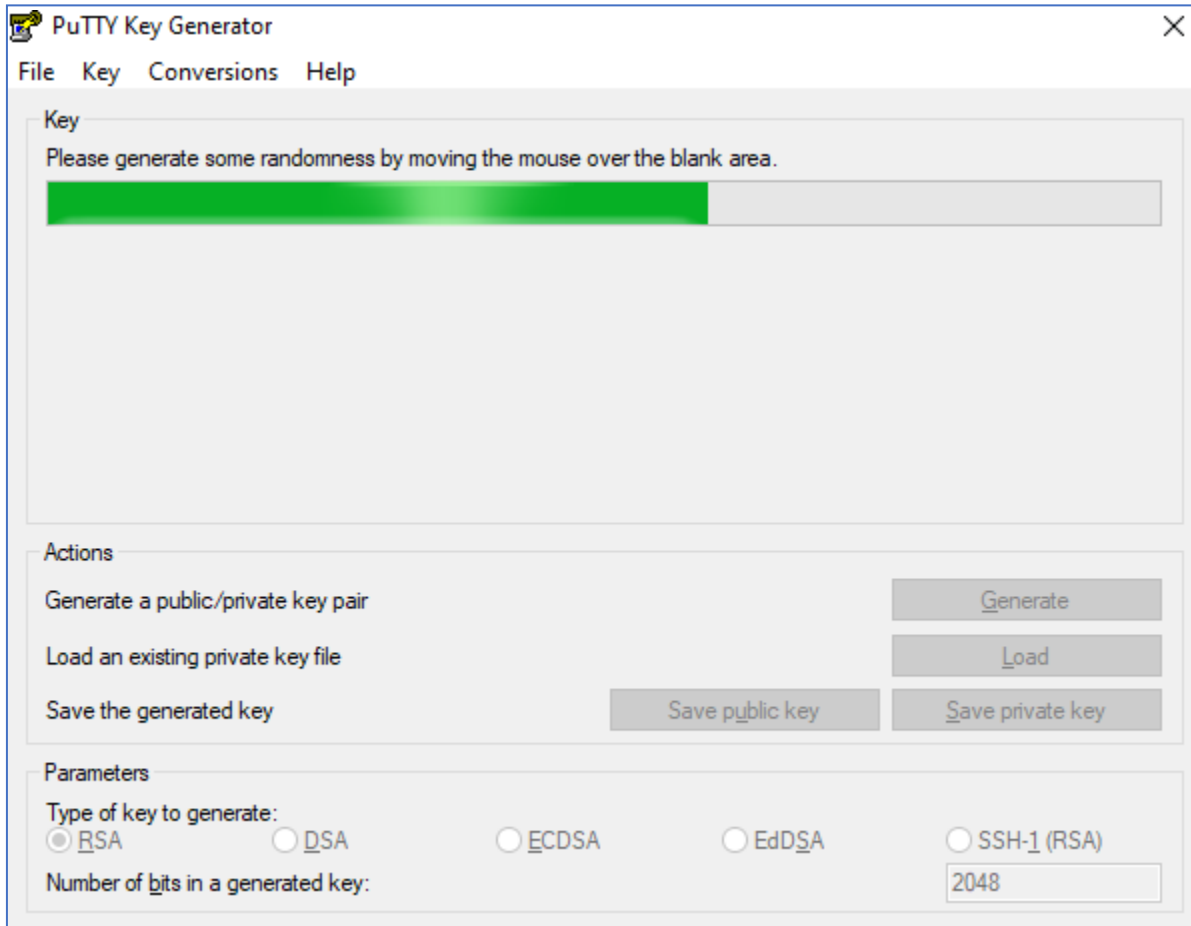 PuTTY Key Generator
File Key Conversions Help
Key
Please generate some randomness by moving the mouse over the blank area.
Actions
Generate a public/private key pair Generate
Load an existing private key file Load
Save the generated key Save public key Save private key
Parameters
Type of key to generate:
RSA DSA ECDSA EdDSA SSH-1 (RSA)
Number of bits in a generated key: 2048